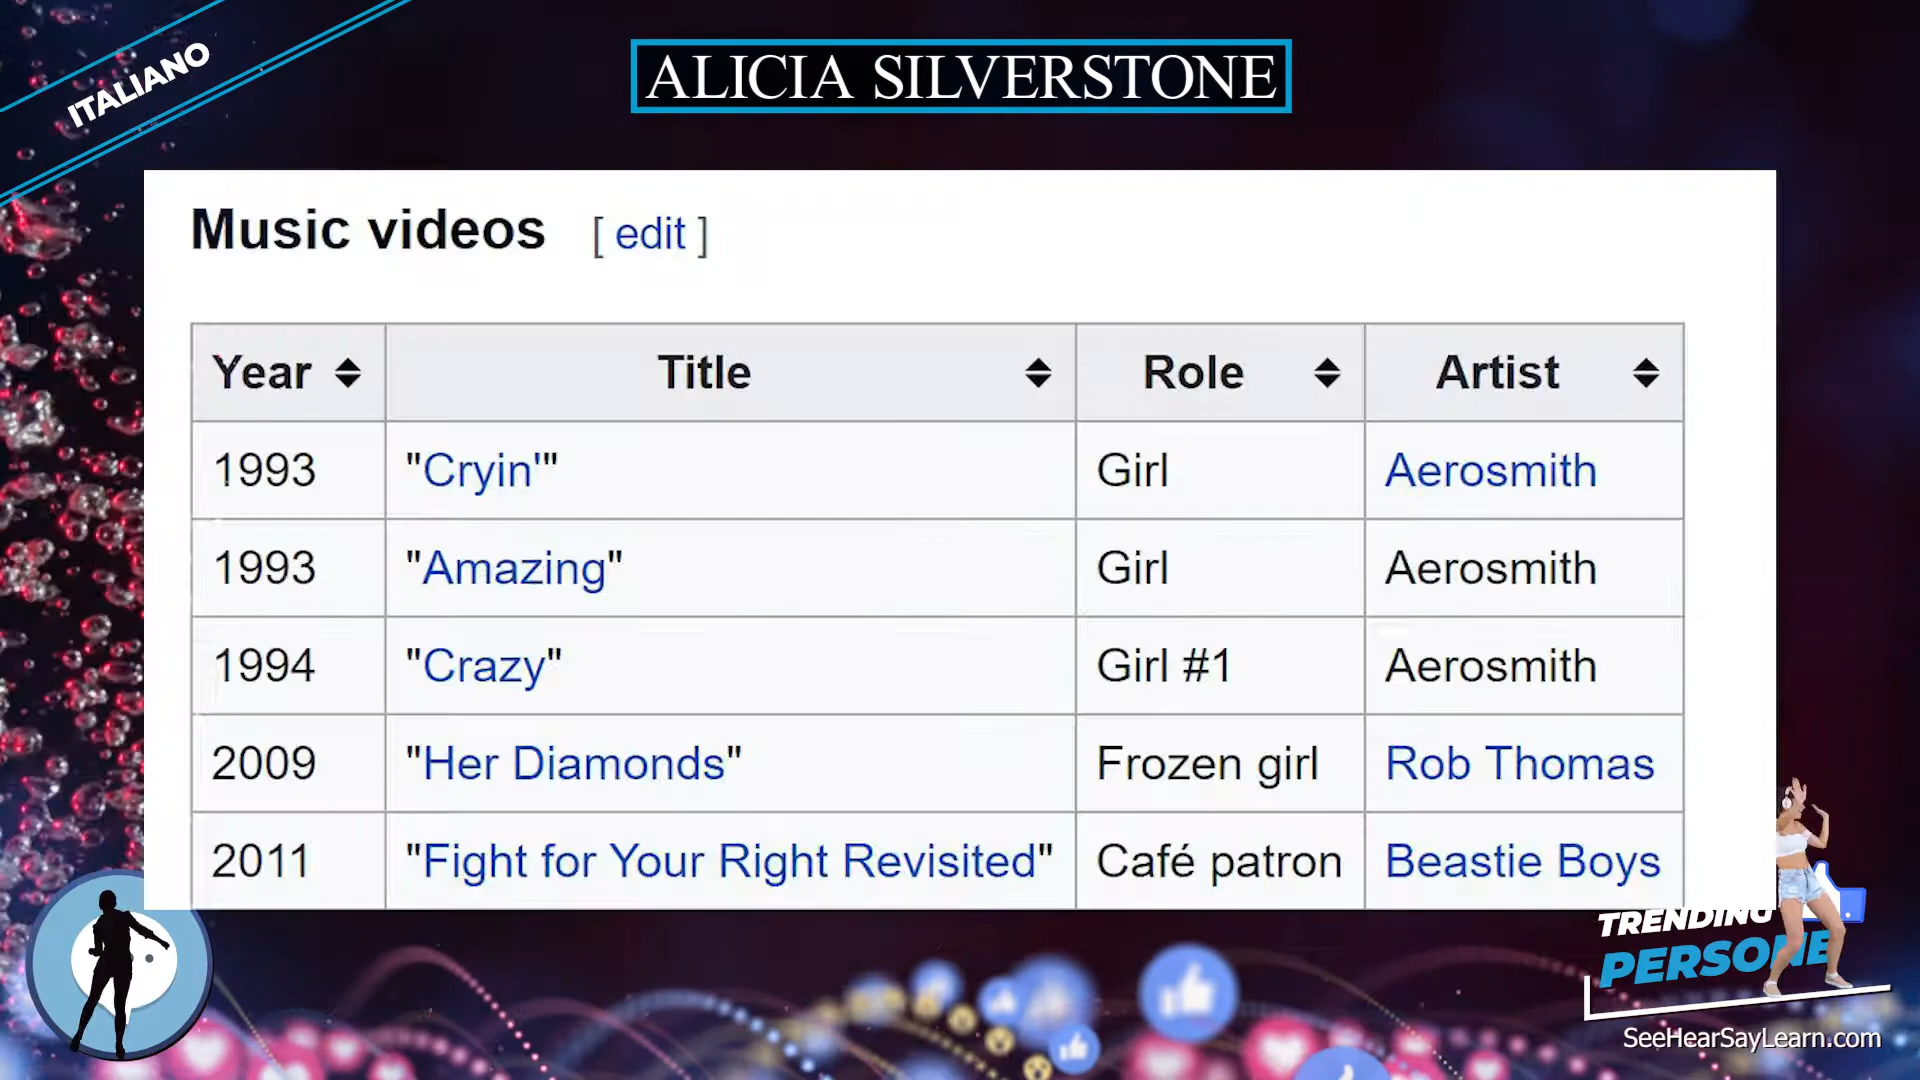 ITALIANO
ALICIA SILVERSTONE
Music videos [ edit ]
Year Title Role Artist
1993 "Cryin'" Girl Aerosmith
1993 "Amazing" Girl Aerosmith
1994 "Crazy" Girl #1 Aerosmith
2009 "Her Diamonds" Frozen girl Rob Thomas
2011 "Fight for Your Right Revisited" Café patron Beastie Boys
TRENDING
PERSONE
SeeHearSayLearn.com